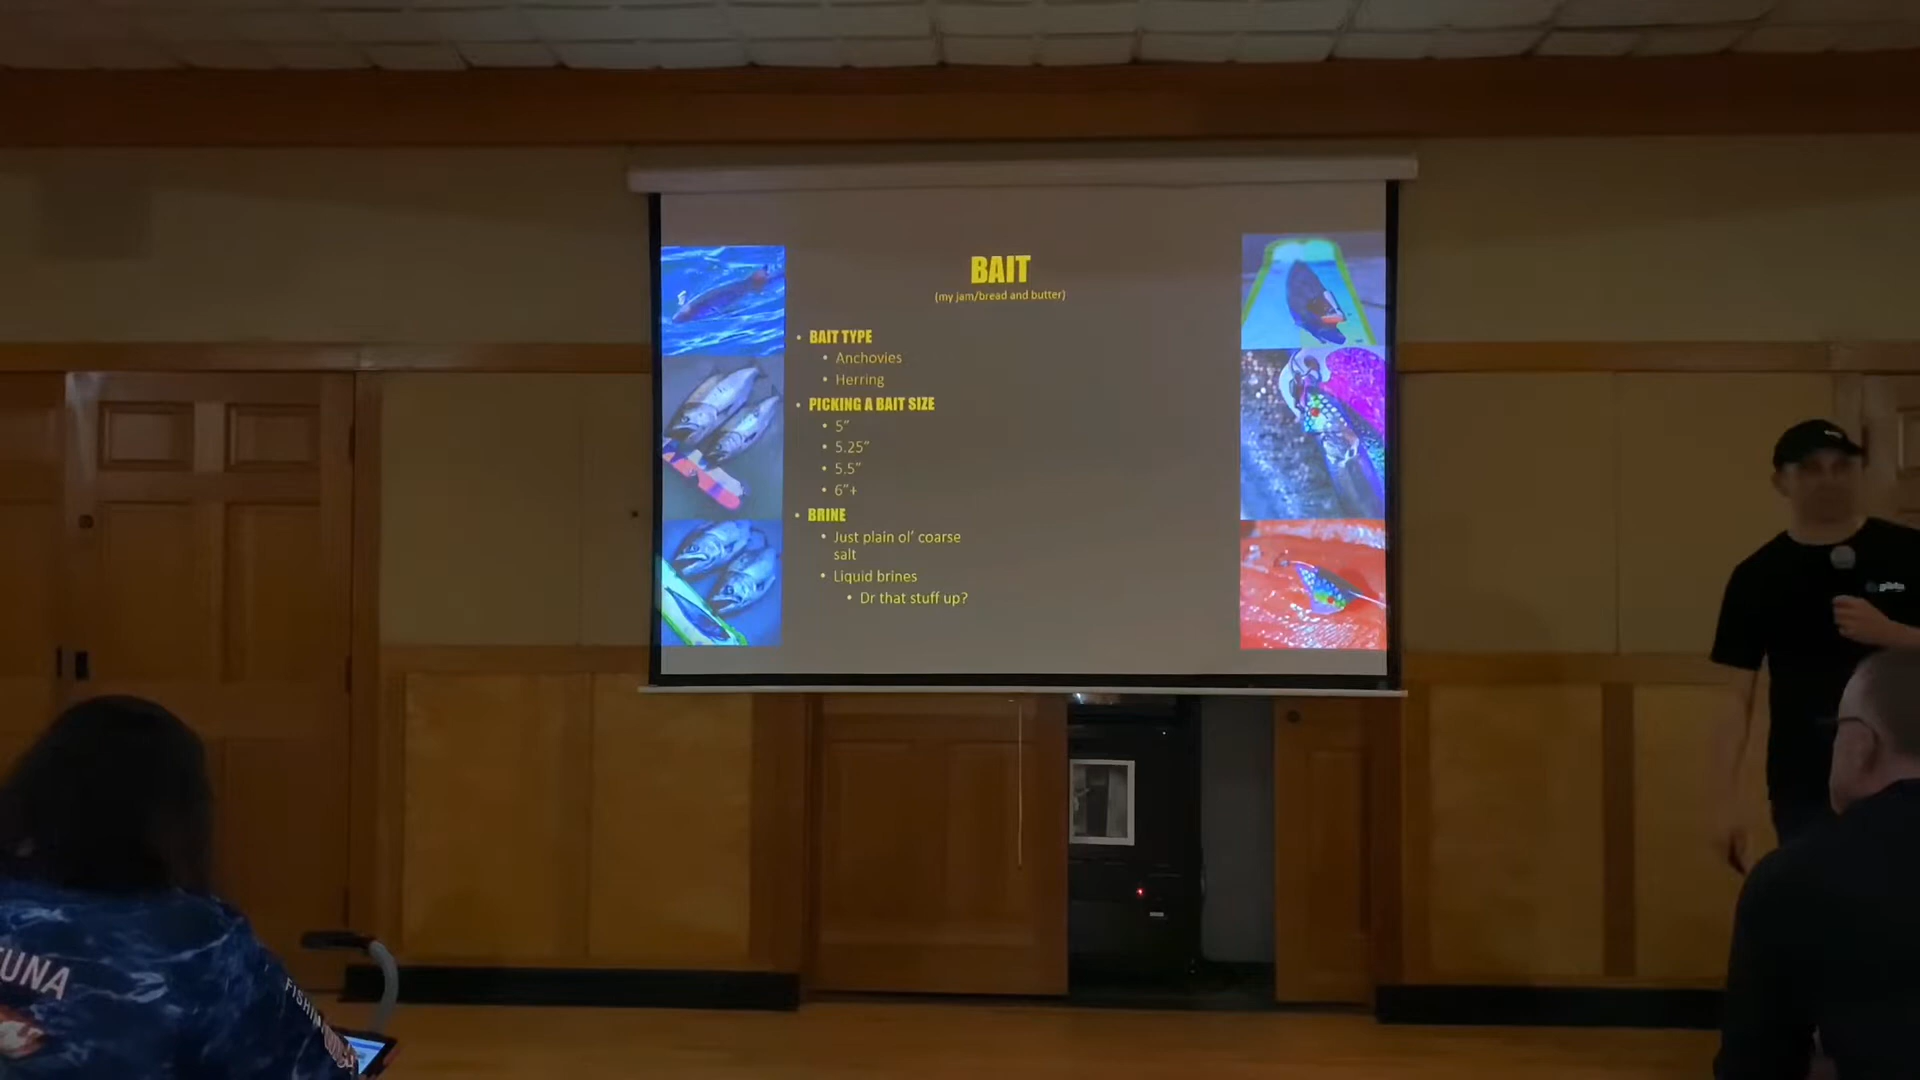 BAIT
(my jam/bread and butter)
• BAIT TYPE
• Anchovies
• Herring
• PICKING A BAIT SIZE
• 5”
• 5.25”
• 5.5”
• 6”+
• BRINE
• Just plain ol’ coarse
salt
• Liquid brines
• Dr that stuff up?
UNA